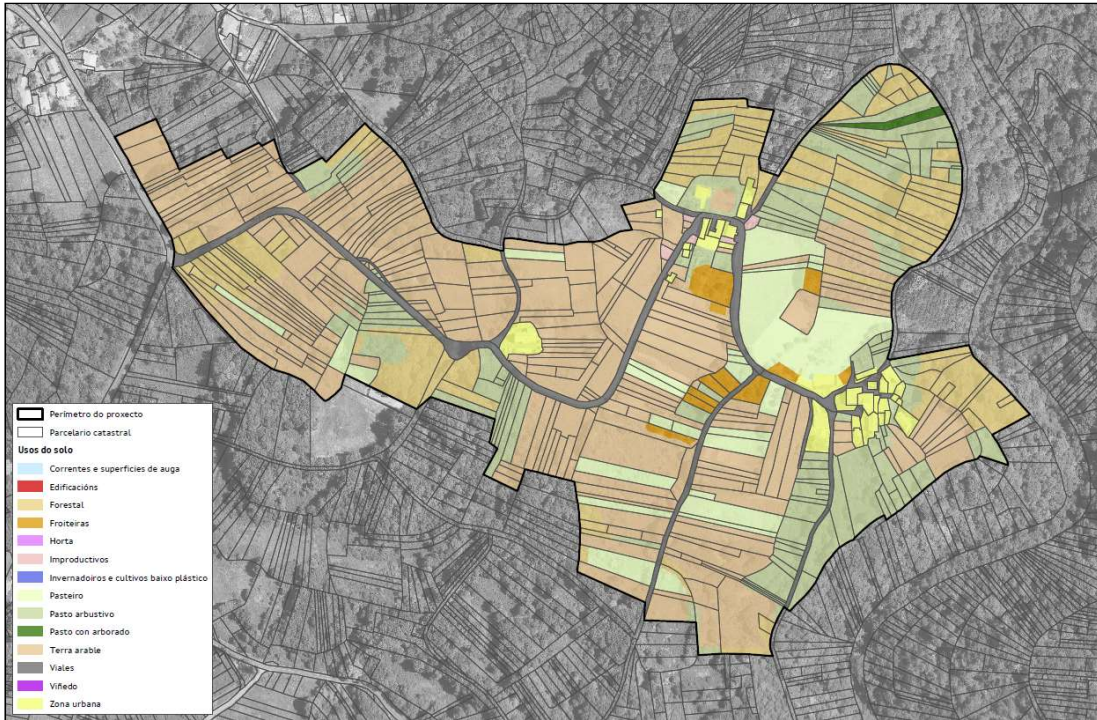 Perímetro do proxecto
Parcelario catastral
Usos do solo
Correntes e superficies de auga
Edificacións
Forestal
Froiteiras
Horta
Improductivos
Invernadoiros e cultivos baixo plástico
Pasteiro
Pasto arbustivo
Pasto con arborado
Terra arable
Viales
Viñedo
Zona urbana